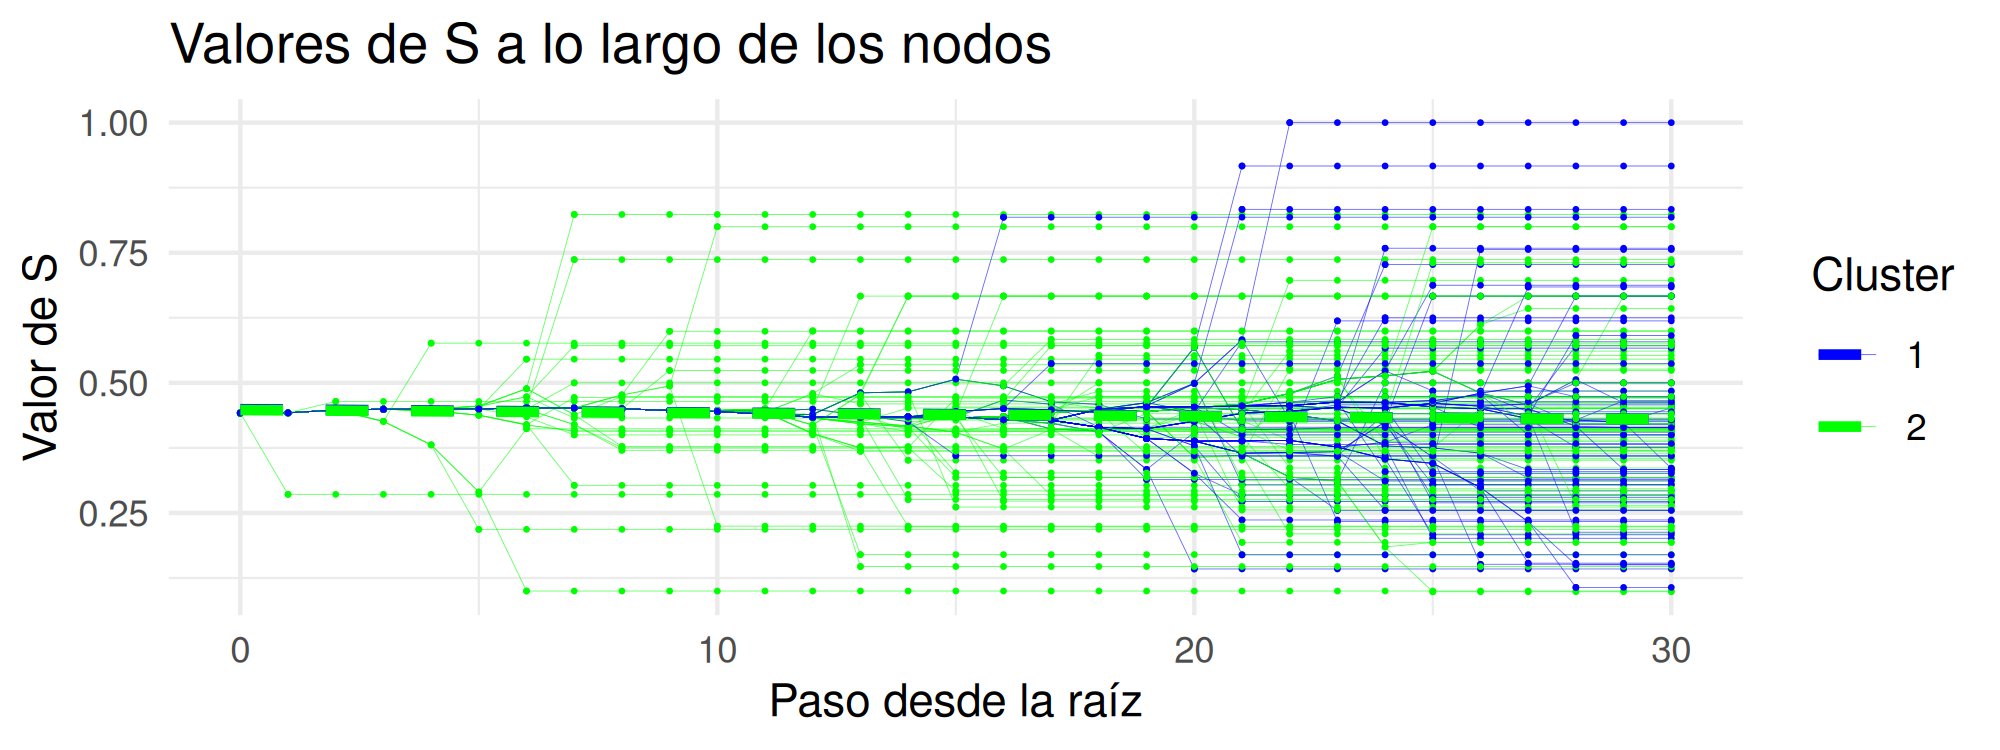 Valores de S a lo largo de los nodos
1.00
0.75
0.50
0.25
Valor de S
0
10
20
30
Paso desde la raíz
Cluster
1
2